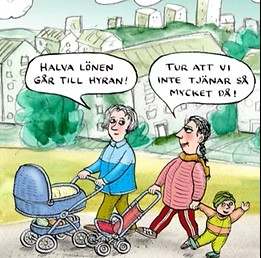 HALVA LÖNEN
GÅR TILL HYRAN!
TUR ATT VI
INTE TJÄNAR SÅ
MYCKET DÅ!